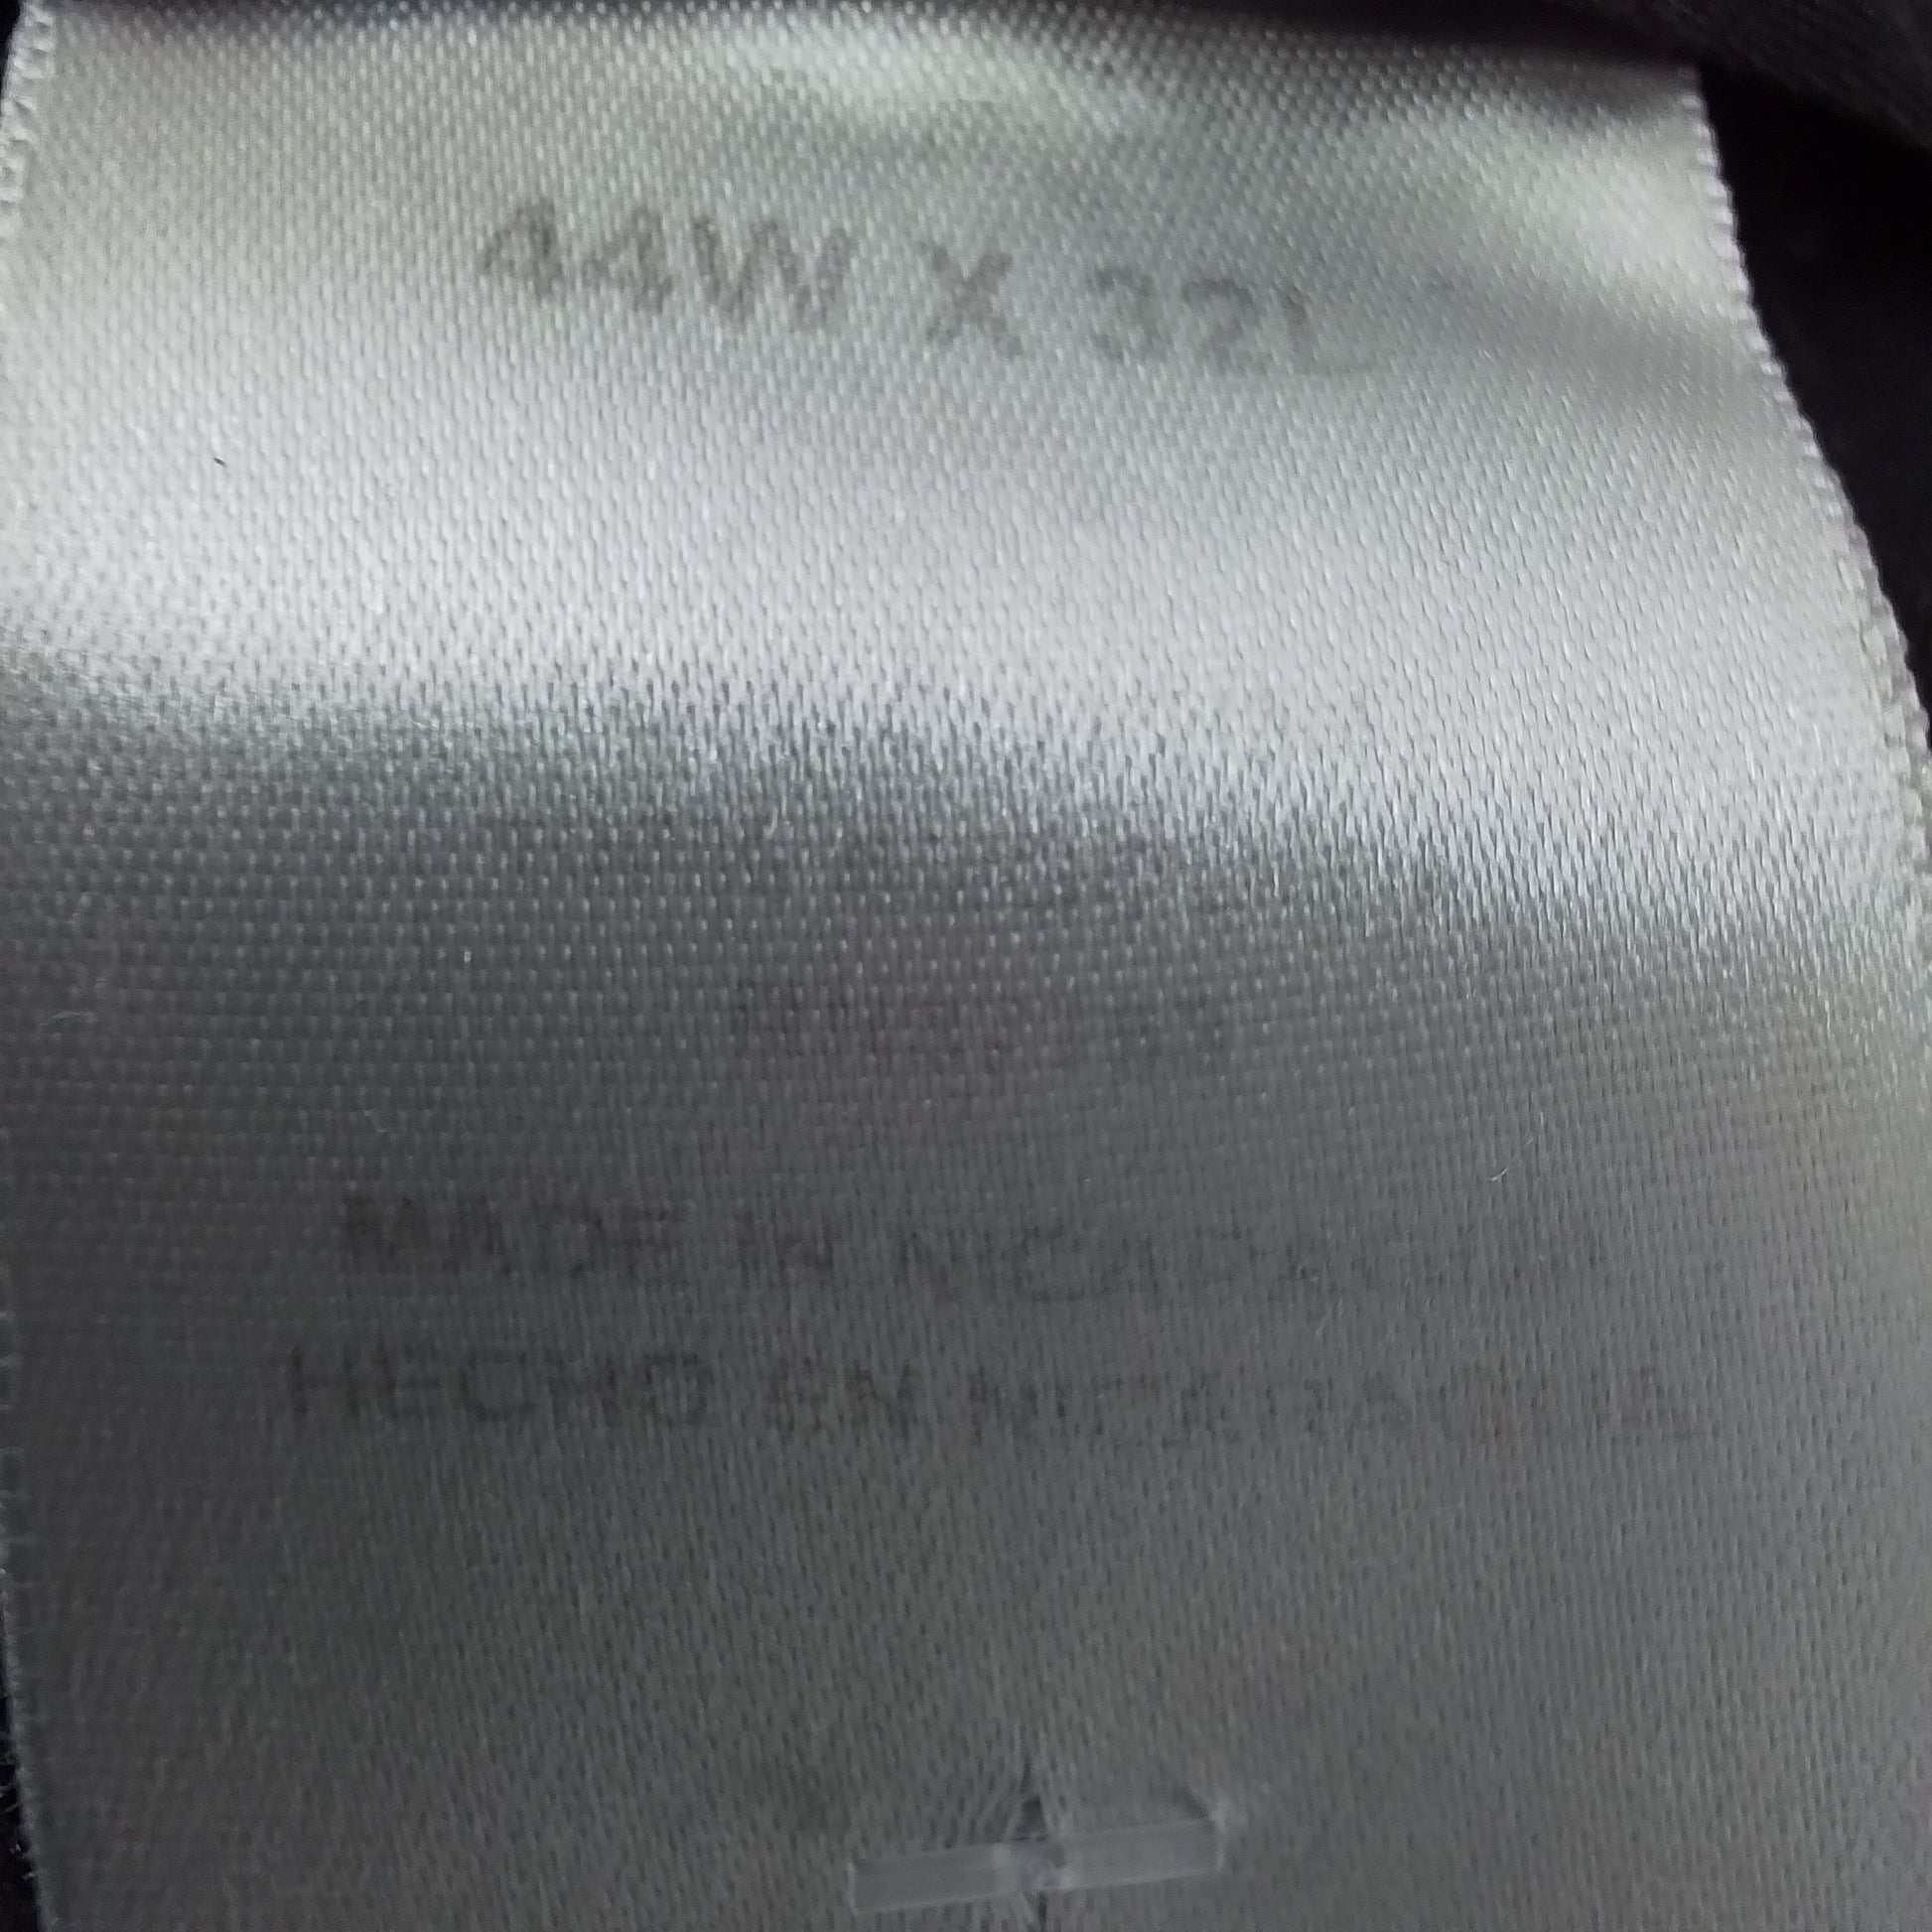 44W X 32L
MADE IN NICARAGUA
HECHO EN NICARAGUA